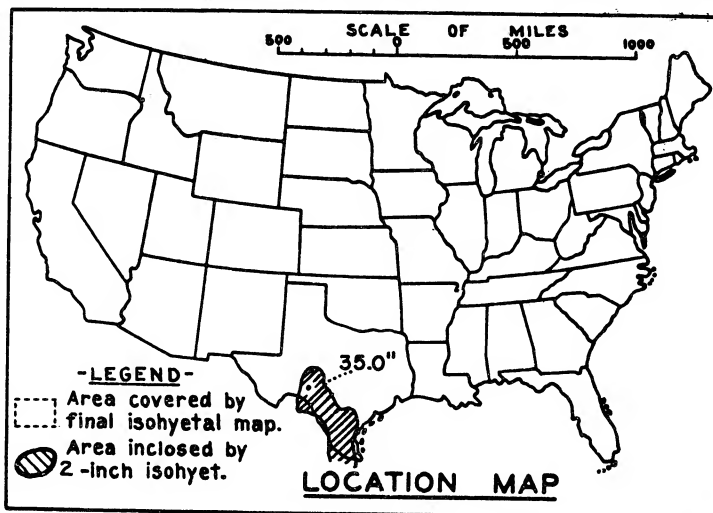 SCALE OF MILES
500 0 500 1000
35.0"
-LEGEND-
Area covered by
final isohyetal map.
Area inclosed by
2-inch isohyet.
LOCATION MAP